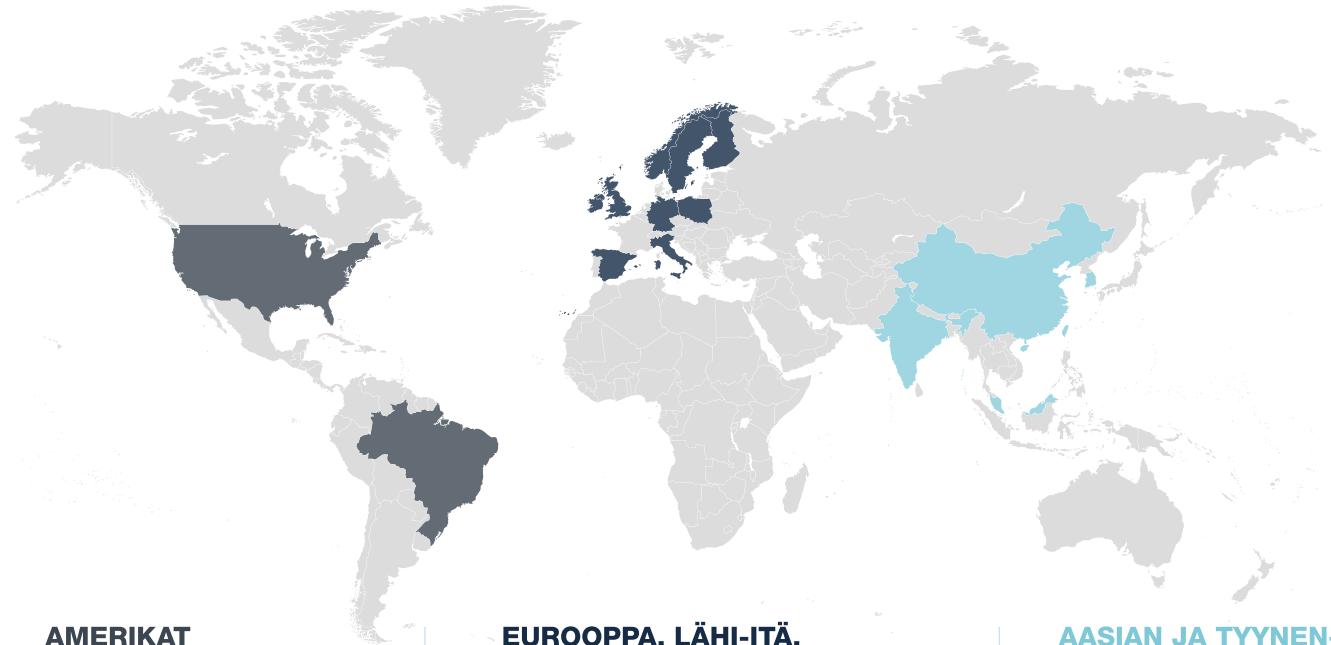 AMERIKAT
EUROOPPA, LÄHI-ITÄ,
AASIAN JA TYYNEN-